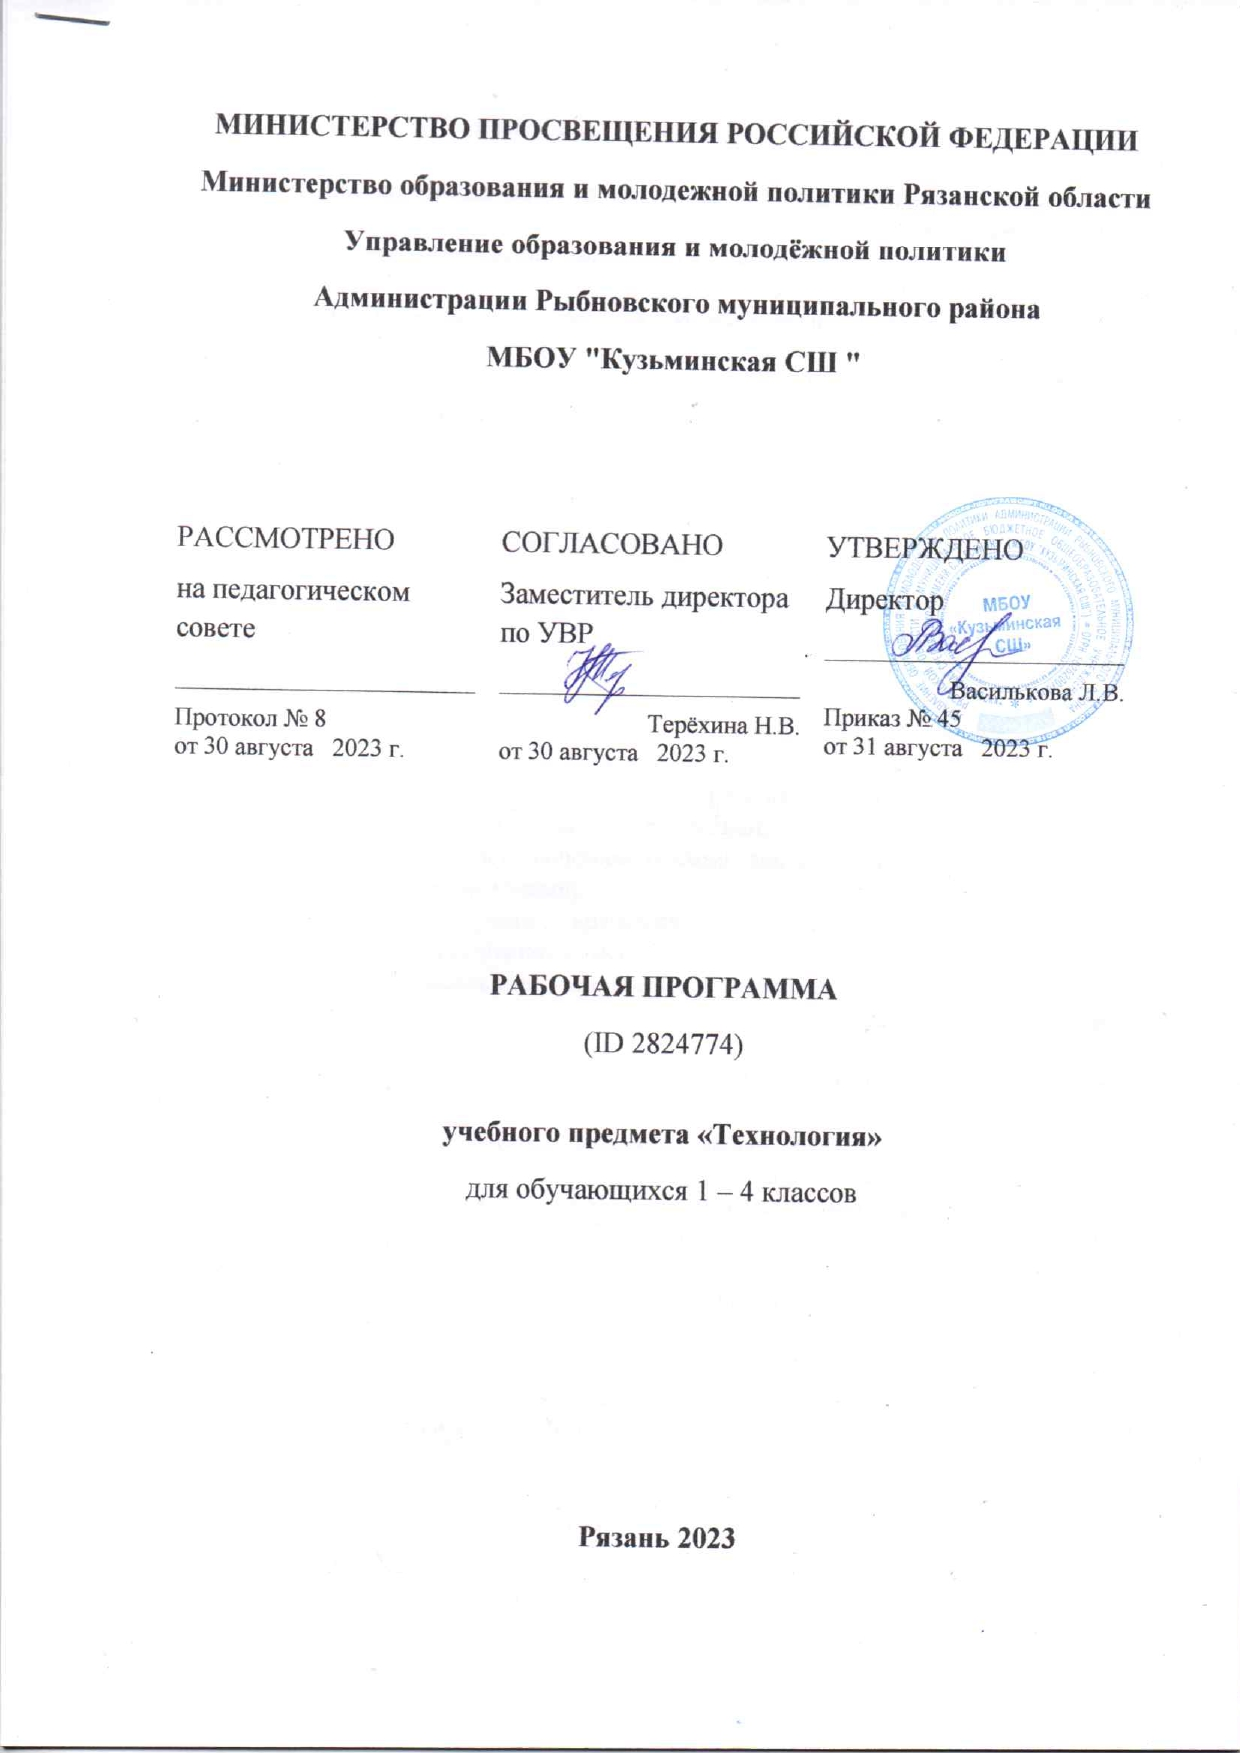 МИНИСТЕРСТВО ПРОСВЕЩЕНИЯ РОССИЙСКОЙ ФЕДЕРАЦИИ
Министерство образования и молодежной политики Рязанской области
Управление образования и молодёжной политики
Администрации Рыбновского муниципального района
МБОУ "Кузьминская СШ "
РАССМОТРЕНО
на педагогическом
совете
Протокол № 8
от 30 августа 2023 г.
СОГЛАСОВАНО
Заместитель директора
по УВР
Терёхина Н.В.
от 30 августа 2023 г.
УТВЕРЖДЕНО
Директор
Василькова Л.В.
Приказ № 45
от 31 августа 2023 г.
МБОУ
«Кузьминская
СШ»
РАБОЧАЯ ПРОГРАММА
(ID 2824774)
учебного предмета «Технология»
для обучающихся 1 – 4 классов
Рязань 2023